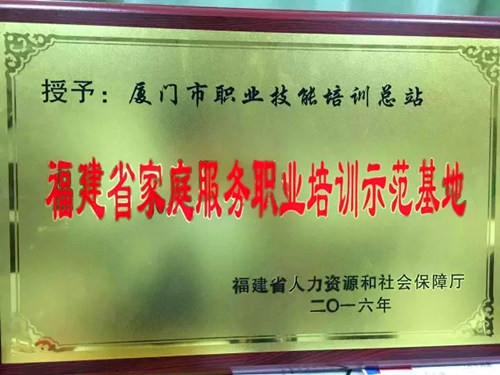 授予：厦门市职业技能培训总站
福建省家庭服务职业培训示范基地
福建省人力资源和社会保障厅
二〇一六年